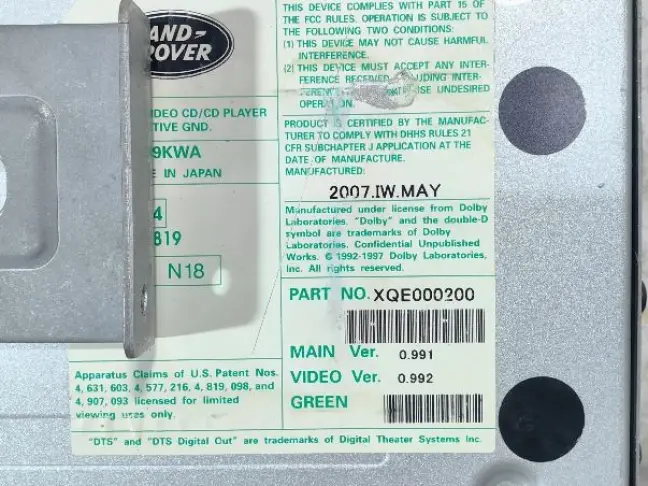 LAND-
ROVER
IDEO CD/CD PLAYER
TIVE GND.
9KWA
IN JAPAN
4
819
N18
THIS DEVICE COMPLIES WITH PART 15 OF
THE FCC RULES. OPERATION IS SUBJECT TO
THE FOLLOWING TWO CONDITIONS:
(1) THIS DEVICE MAY NOT CAUSE HARMFUL
INTERFERENCE.
(2) THIS DEVICE MUST ACCEPT ANY INTER-
FERENCE RECEIVED, INCLUDING INTER-
UNDESIRED
PRODUCT IS CERTIFIED BY THE MANUFAC-
TURER TO COMPLY WITH DHHS RULES 21
CFR SUBCHAPTER J APPLICATION AT THE
DATE OF MANUFACTURE.
MANUFACTURED:
2007.IW.MAY
Manufactured under license from Dolby
Laboratories. "Dolby" and the double-D
symbol are trademarks of Dolby
Laboratories. Confidential Unpublished
Works. © 1992-1997 Dolby Laboratories,
Inc. All rights reserved.
PART NO. XQE000200
MAIN Ver. 0.991
VIDEO Ver. 0.992
GREEN
Apparatus Claims of U.S. Patent Nos.
4, 631, 603, 4, 577, 216, 4, 819, 098, and
4, 907, 093 licensed for limited
viewing uses only.
"DTS" and "DTS Digital Out" are trademarks of Digital Theater Systems Inc.